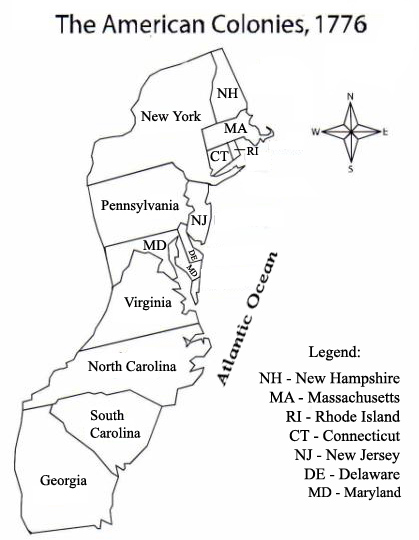 The American Colonies, 1776
NH
New York
MA
RI
CT
N
W
E
S
Pennsylvania
NJ
MD
DE
MD
Virginia
Atlantic Ocean
North Carolina
South
Carolina
Georgia
Legend:
NH - New Hampshire
MA - Massachusetts
RI - Rhode Island
CT - Connecticut
NJ - New Jersey
DE - Delaware
MD - Maryland